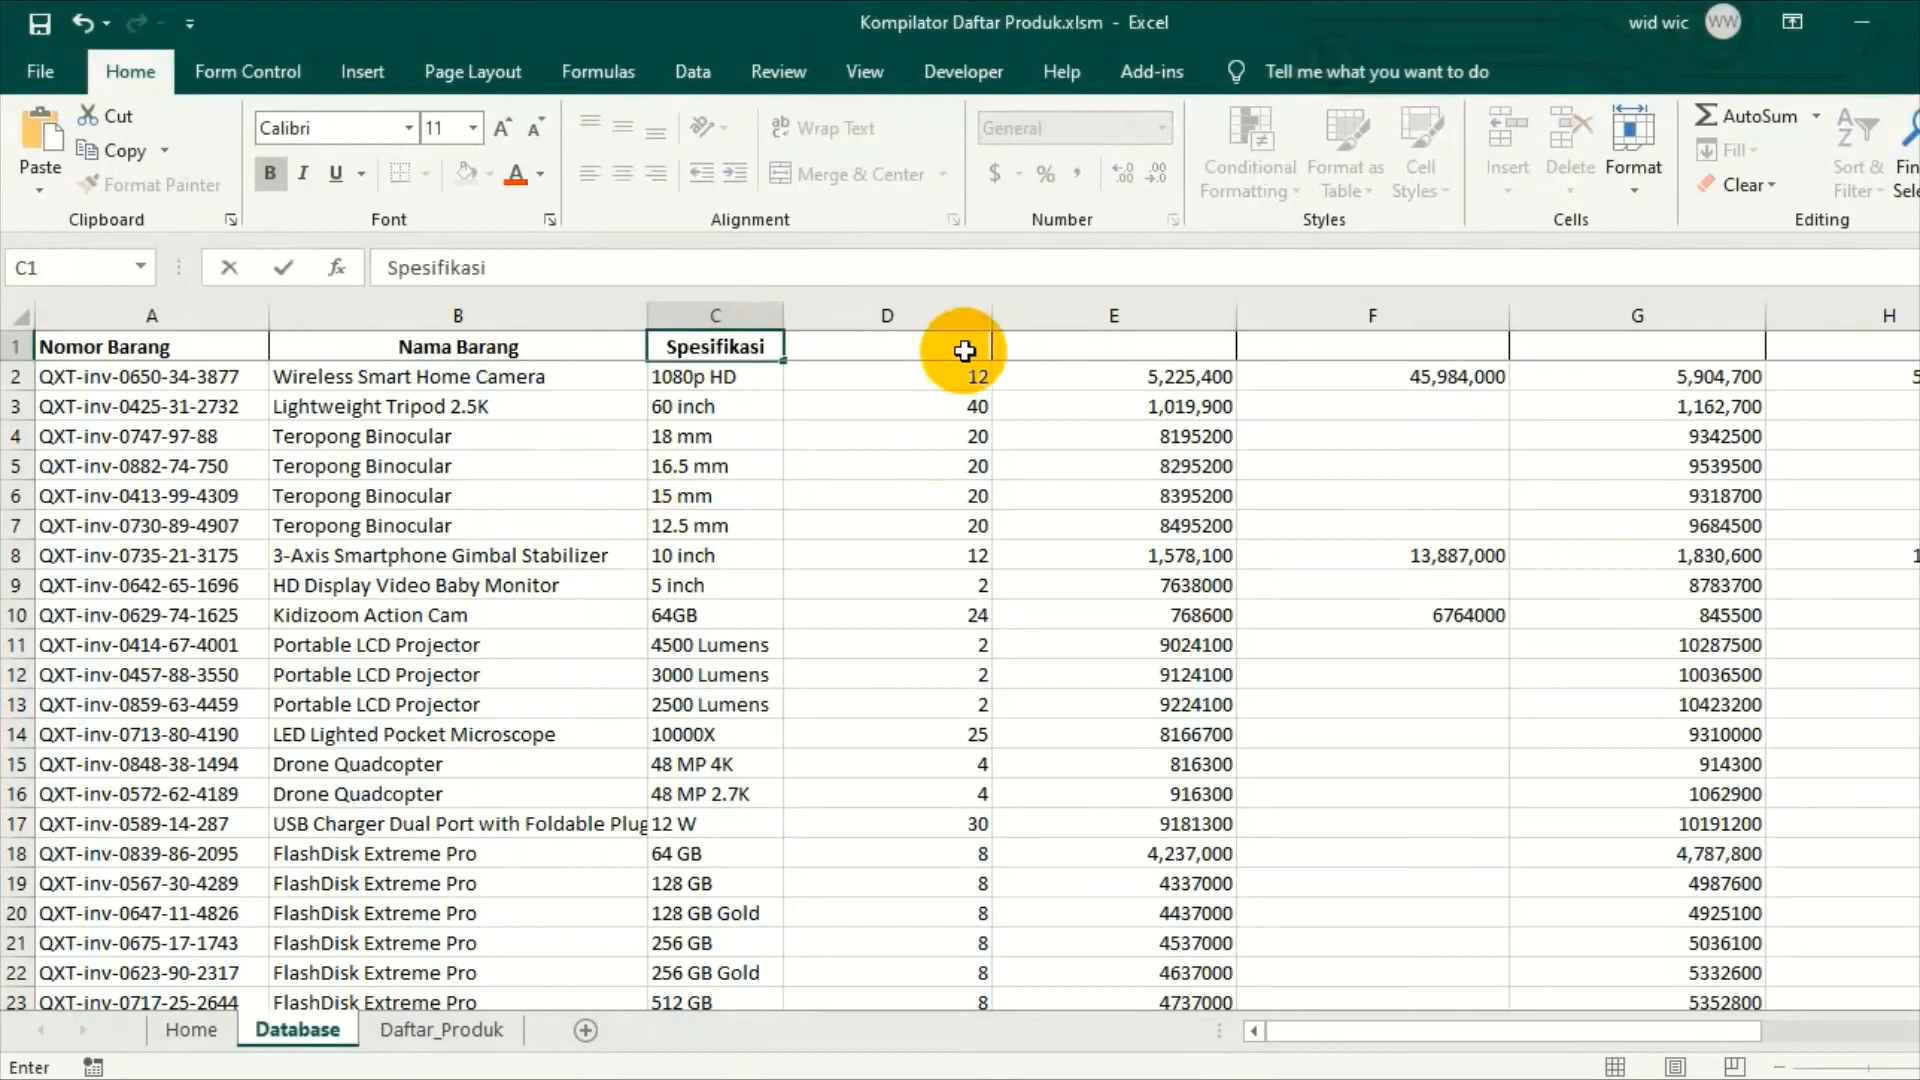 Kompilator Daftar Produk.xlsm - Excel
wid wic WW
File Home Form Control Insert Page Layout Formulas Data Review View Developer Help Add-ins Tell me what you want to do
Paste Cut Copy Format Painter
Calibri 11
B I U A
Wrap Text
Merge & Center
General
$ % ,
Conditional Formatting Format as Table Cell Styles
Insert Delete Format
AutoSum Fill Clear
Sort & Filter
Clipboard Font Alignment Number Styles Cells Editing
C1 fx Spesifikasi
A B C D E F G H
1 Nomor Barang Nama Barang Spesifikasi
2 QXT-inv-0650-34-3877 Wireless Smart Home Camera 1080p HD 12 5,225,400 45,984,000 5,904,700
3 QXT-inv-0425-31-2732 Lightweight Tripod 2.5K 60 inch 40 1,019,900 1,162,700
4 QXT-inv-0747-97-88 Teropong Binocular 18 mm 20 8195200 9342500
5 QXT-inv-0882-74-750 Teropong Binocular 16.5 mm 20 8295200 9539500
6 QXT-inv-0413-99-4309 Teropong Binocular 15 mm 20 8395200 9318700
7 QXT-inv-0730-89-4907 Teropong Binocular 12.5 mm 20 8495200 9684500
8 QXT-inv-0735-21-3175 3-Axis Smartphone Gimbal Stabilizer 10 inch 12 1,578,100 13,887,000 1,830,600
9 QXT-inv-0642-65-1696 HD Display Video Baby Monitor 5 inch 2 7638000 8783700
10 QXT-inv-0629-74-1625 Kidizoom Action Cam 64GB 24 768600 6764000 845500
11 QXT-inv-0414-67-4001 Portable LCD Projector 4500 Lumens 2 9024100 10287500
12 QXT-inv-0457-88-3550 Portable LCD Projector 3000 Lumens 2 9124100 10036500
13 QXT-inv-0859-63-4459 Portable LCD Projector 2500 Lumens 2 9224100 10423200
14 QXT-inv-0713-80-4190 LED Lighted Pocket Microscope 10000X 25 8166700 9310000
15 QXT-inv-0848-38-1494 Drone Quadcopter 48 MP 4K 4 816300 914300
16 QXT-inv-0572-62-4189 Drone Quadcopter 48 MP 2.7K 4 916300 1062900
17 QXT-inv-0589-14-287 USB Charger Dual Port with Foldable Plug 12 W 30 9181300 10191200
18 QXT-inv-0839-86-2095 FlashDisk Extreme Pro 64 GB 8 4,237,000 4,787,800
19 QXT-inv-0567-30-4289 FlashDisk Extreme Pro 128 GB 8 4337000 4987600
20 QXT-inv-0647-11-4826 FlashDisk Extreme Pro 128 GB Gold 8 4437000 4925100
21 QXT-inv-0675-17-1743 FlashDisk Extreme Pro 256 GB 8 4537000 5036100
22 QXT-inv-0623-90-2317 FlashDisk Extreme Pro 256 GB Gold 8 4637000 5332600
23 QXT-inv-0717-25-2644 FlashDisk Extreme Pro 512 GB 8 4737000 5352800
Home Database Daftar_Produk
Enter